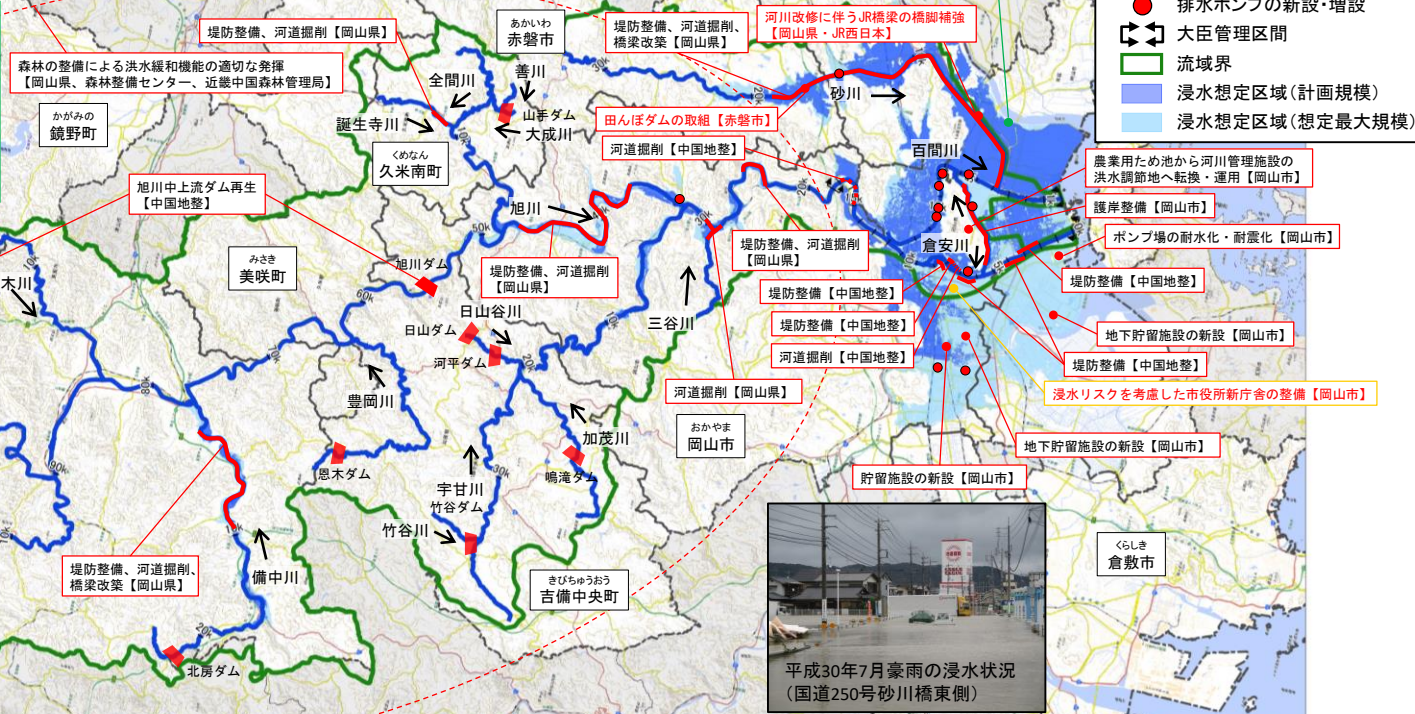 排水ポンプの新設・増設
大臣管理区間
流域界
浸水想定区域(計画規模)
浸水想定区域(想定最大規模)
堤防整備、河道掘削【岡山県】
森林の整備による洪水緩和機能の適切な発揮
【岡山県、森林整備センター、近畿中国森林管理局】
かがみの
鏡野町
あかいわ
赤磐市
堤防整備、河道掘削、
橋梁改築【岡山県】
河川改修に伴うJR橋梁の橋脚補強
【岡山県・JR西日本】
全間川
善川
山手ダム
大成川
誕生寺川
10k
くめなん
久米南町
30k
20k
砂川
田んぼダムの取組【赤磐市】
河道掘削【中国地整】
百間川
農業用ため池から河川管理施設の
洪水調節地へ転換・運用【岡山市】
護岸整備【岡山市】
ポンプ場の耐水化・耐震化【岡山市】
旭川中上流ダム再生
【中国地整】
旭川
50k
30k
20k
倉安川
10k
5k
堤防整備【中国地整】
堤防整備、河道掘削
【岡山県】
堤防整備、河道掘削
【岡山県】
みさき
美咲町
旭川ダム
60k
木川
10k
日山谷川
日山ダム
河平ダム
20k
10k
三谷川
堤防整備【中国地整】
堤防整備【中国地整】
河道掘削【中国地整】
地下貯留施設の新設【岡山市】
堤防整備【中国地整】
浸水リスクを考慮した市役所新庁舎の整備【岡山市】
70k
80k
豊岡川
河道掘削【岡山県】
おかやま
岡山市
地下貯留施設の新設【岡山市】
貯留施設の新設【岡山市】
加茂川
鳴滝ダム
恩木ダム
宇甘川
30k
竹谷ダム
竹谷川
90k
10k
10k
堤防整備、河道掘削、
橋梁改築【岡山県】
備中川
20k
北房ダム
きびちゅうおう
吉備中央町
くらしき
倉敷市
平成30年7月豪雨の浸水状況
(国道250号砂川橋東側)